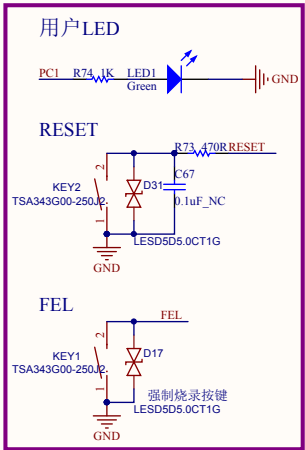 用户LED
PC1 R74 1K LED1 GND
Green
RESET
R73 470R RESET
2 C67
KEY2 D31 0.1uF_NC
TSA343G00-250J2
1
LESD5D5.0CT1G
GND
FEL
FEL
2
KEY1 D17
TSA343G00-250J2
1 强制烧录按键
LESD5D5.0CT1G
GND